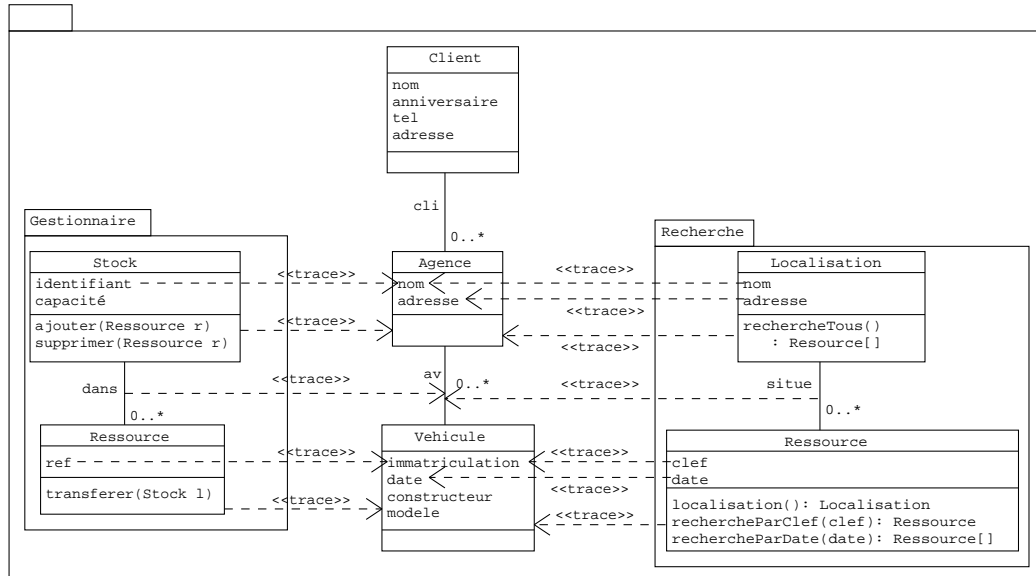 Client
nom
anniversaire
tel
adresse
cli
0..*
Gestionnaire
Stock
identifiant
capacité
ajouter(Ressource r)
supprimer(Ressource r)
dans
0..*
Ressource
ref
transferer(Stock l)
<<trace>>
<<trace>>
<<trace>>
<<trace>>
<<trace>>
Agence
nom
adresse
av
0..*
Vehicule
immatriculation
date
constructeur
modele
<<trace>>
<<trace>>
<<trace>>
<<trace>>
<<trace>>
<<trace>>
<<trace>>
Recherche
Localisation
nom
adresse
rechercheTous()
: Resource[]
situe
0..*
Ressource
clef
date
localisation(): Localisation
rechercheParClef(clef): Ressource
rechercheParDate(date): Ressource[]